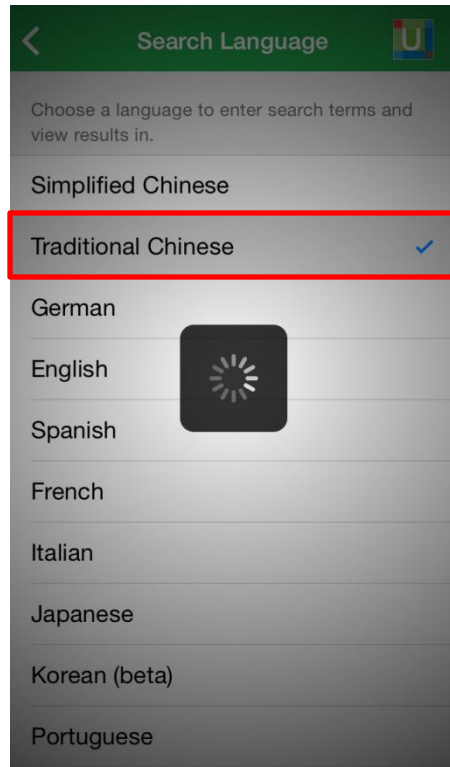 Search Language
U
Choose a language to enter search terms and
view results in.
Simplified Chinese
Traditional Chinese
German
English
Spanish
French
Italian
Japanese
Korean (beta)
Portuguese